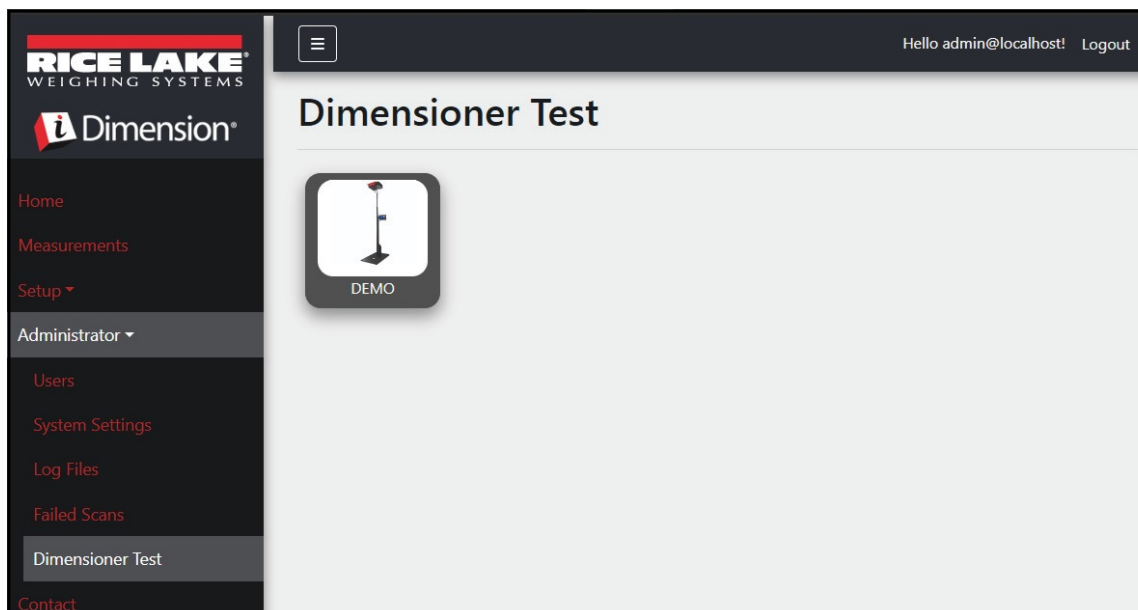 RICE LAKE®
WEIGHING SYSTEMS
i Dimension®
Home
Measurements
Setup
Administrator
Users
System Settings
Log Files
Failed Scans
Dimensioner Test
Contact
Hello admin@localhost! Logout
Dimensioner Test
DEMO